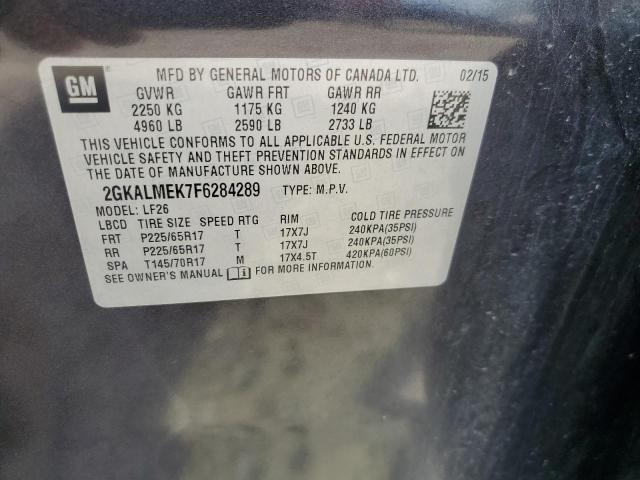 GM MFD BY GENERAL MOTORS OF CANADA LTD. 02/15
GVWR GAWR FRT GAWR RR
2250 KG 1175 KG 1240 KG
4960 LB 2590 LB 2733 LB
THIS VEHICLE CONFORMS TO ALL APPLICABLE U.S. FEDERAL MOTOR
VEHICLE SAFETY AND THEFT PREVENTION STANDARDS IN EFFECT ON
THE DATE OF MANUFACTURE SHOWN ABOVE.
2GKALMEK7F6284289 TYPE: M.P.V.
MODEL: LF26
LBCD TIRE SIZE SPEED RTG RIM COLD TIRE PRESSURE
FRT P225/65R17 T 17X7J 240KPA(35PSI)
RR P225/65R17 T 17X7J 240KPA(35PSI)
SPA T145/70R17 M 17X4.5T 420KPA(60PSI)
SEE OWNER'S MANUAL FOR MORE INFORMATION.